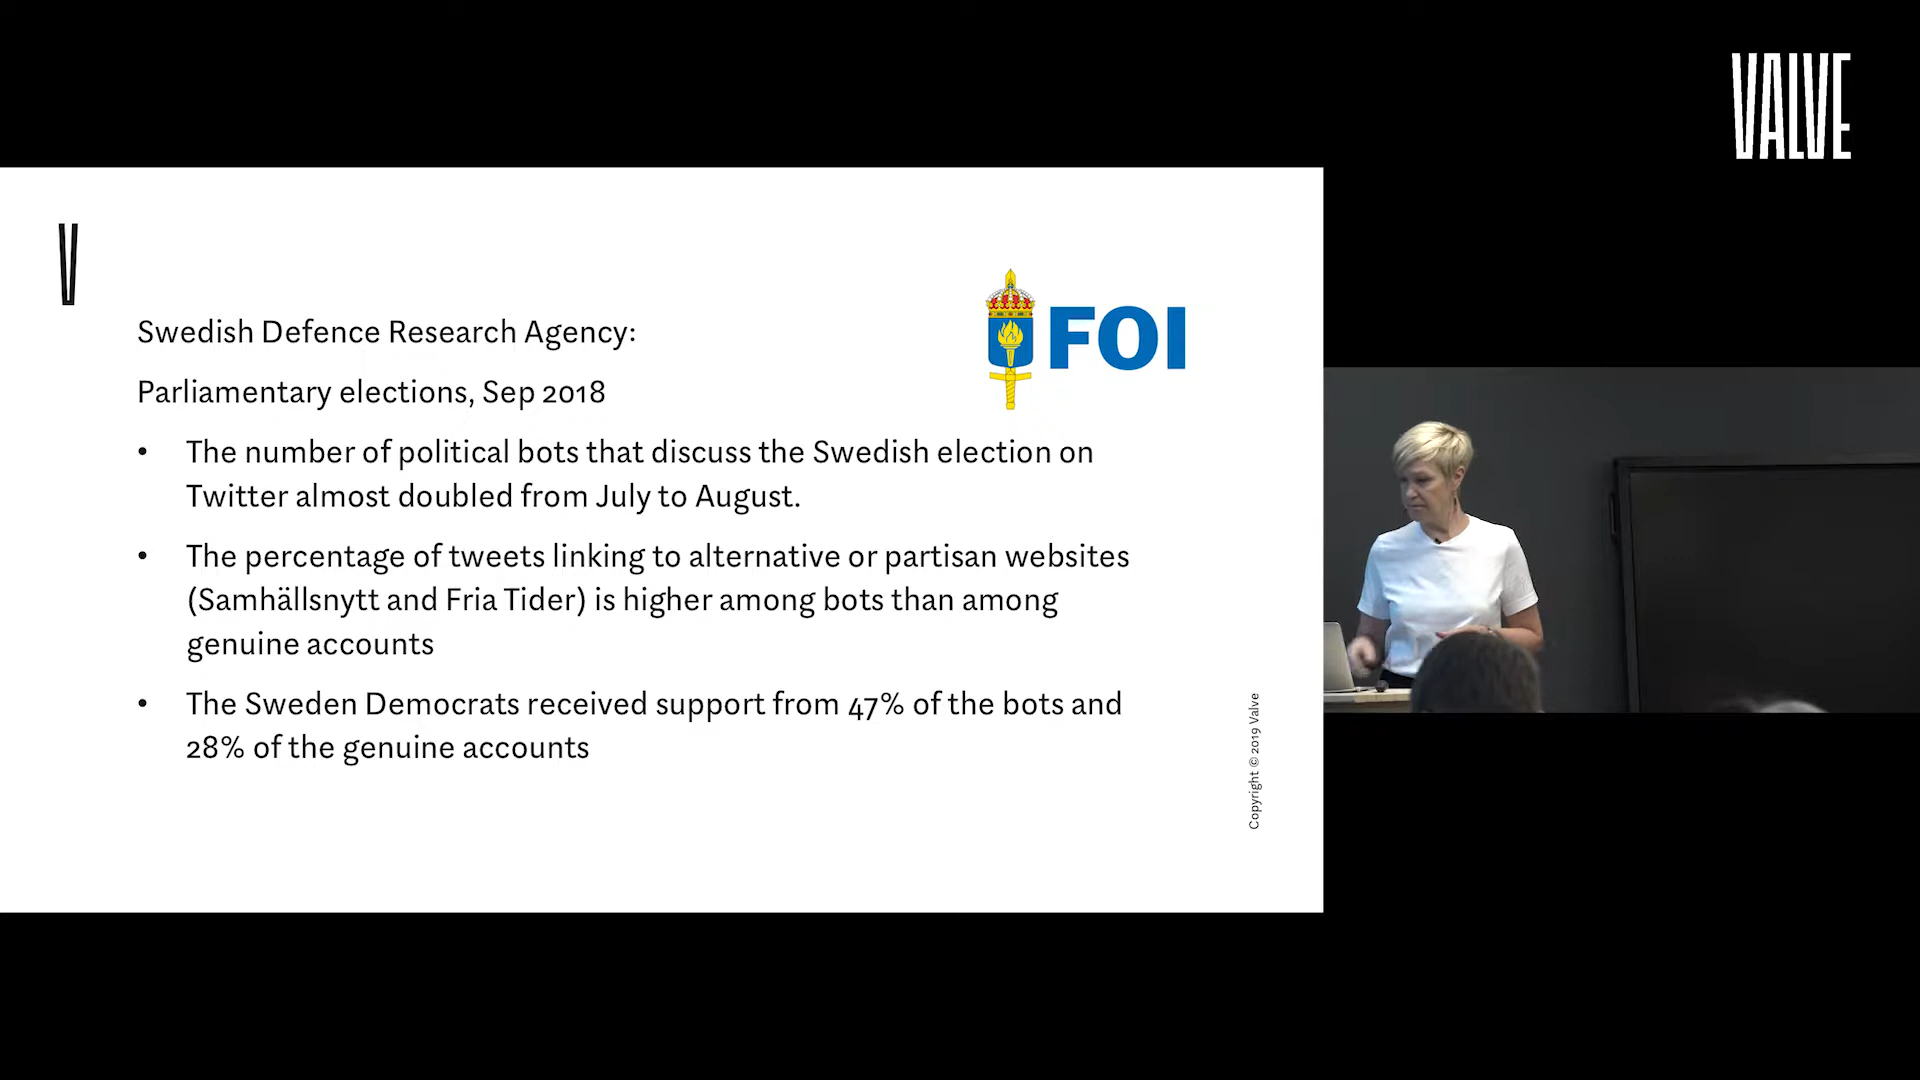 VALVE
V
FOI
Swedish Defence Research Agency:
Parliamentary elections, Sep 2018
• The number of political bots that discuss the Swedish election on
Twitter almost doubled from July to August.
• The percentage of tweets linking to alternative or partisan websites
(Samhällsnytt and Fria Tider) is higher among bots than among
genuine accounts
• The Sweden Democrats received support from 47% of the bots and
28% of the genuine accounts
Copyright © 2019 Valve